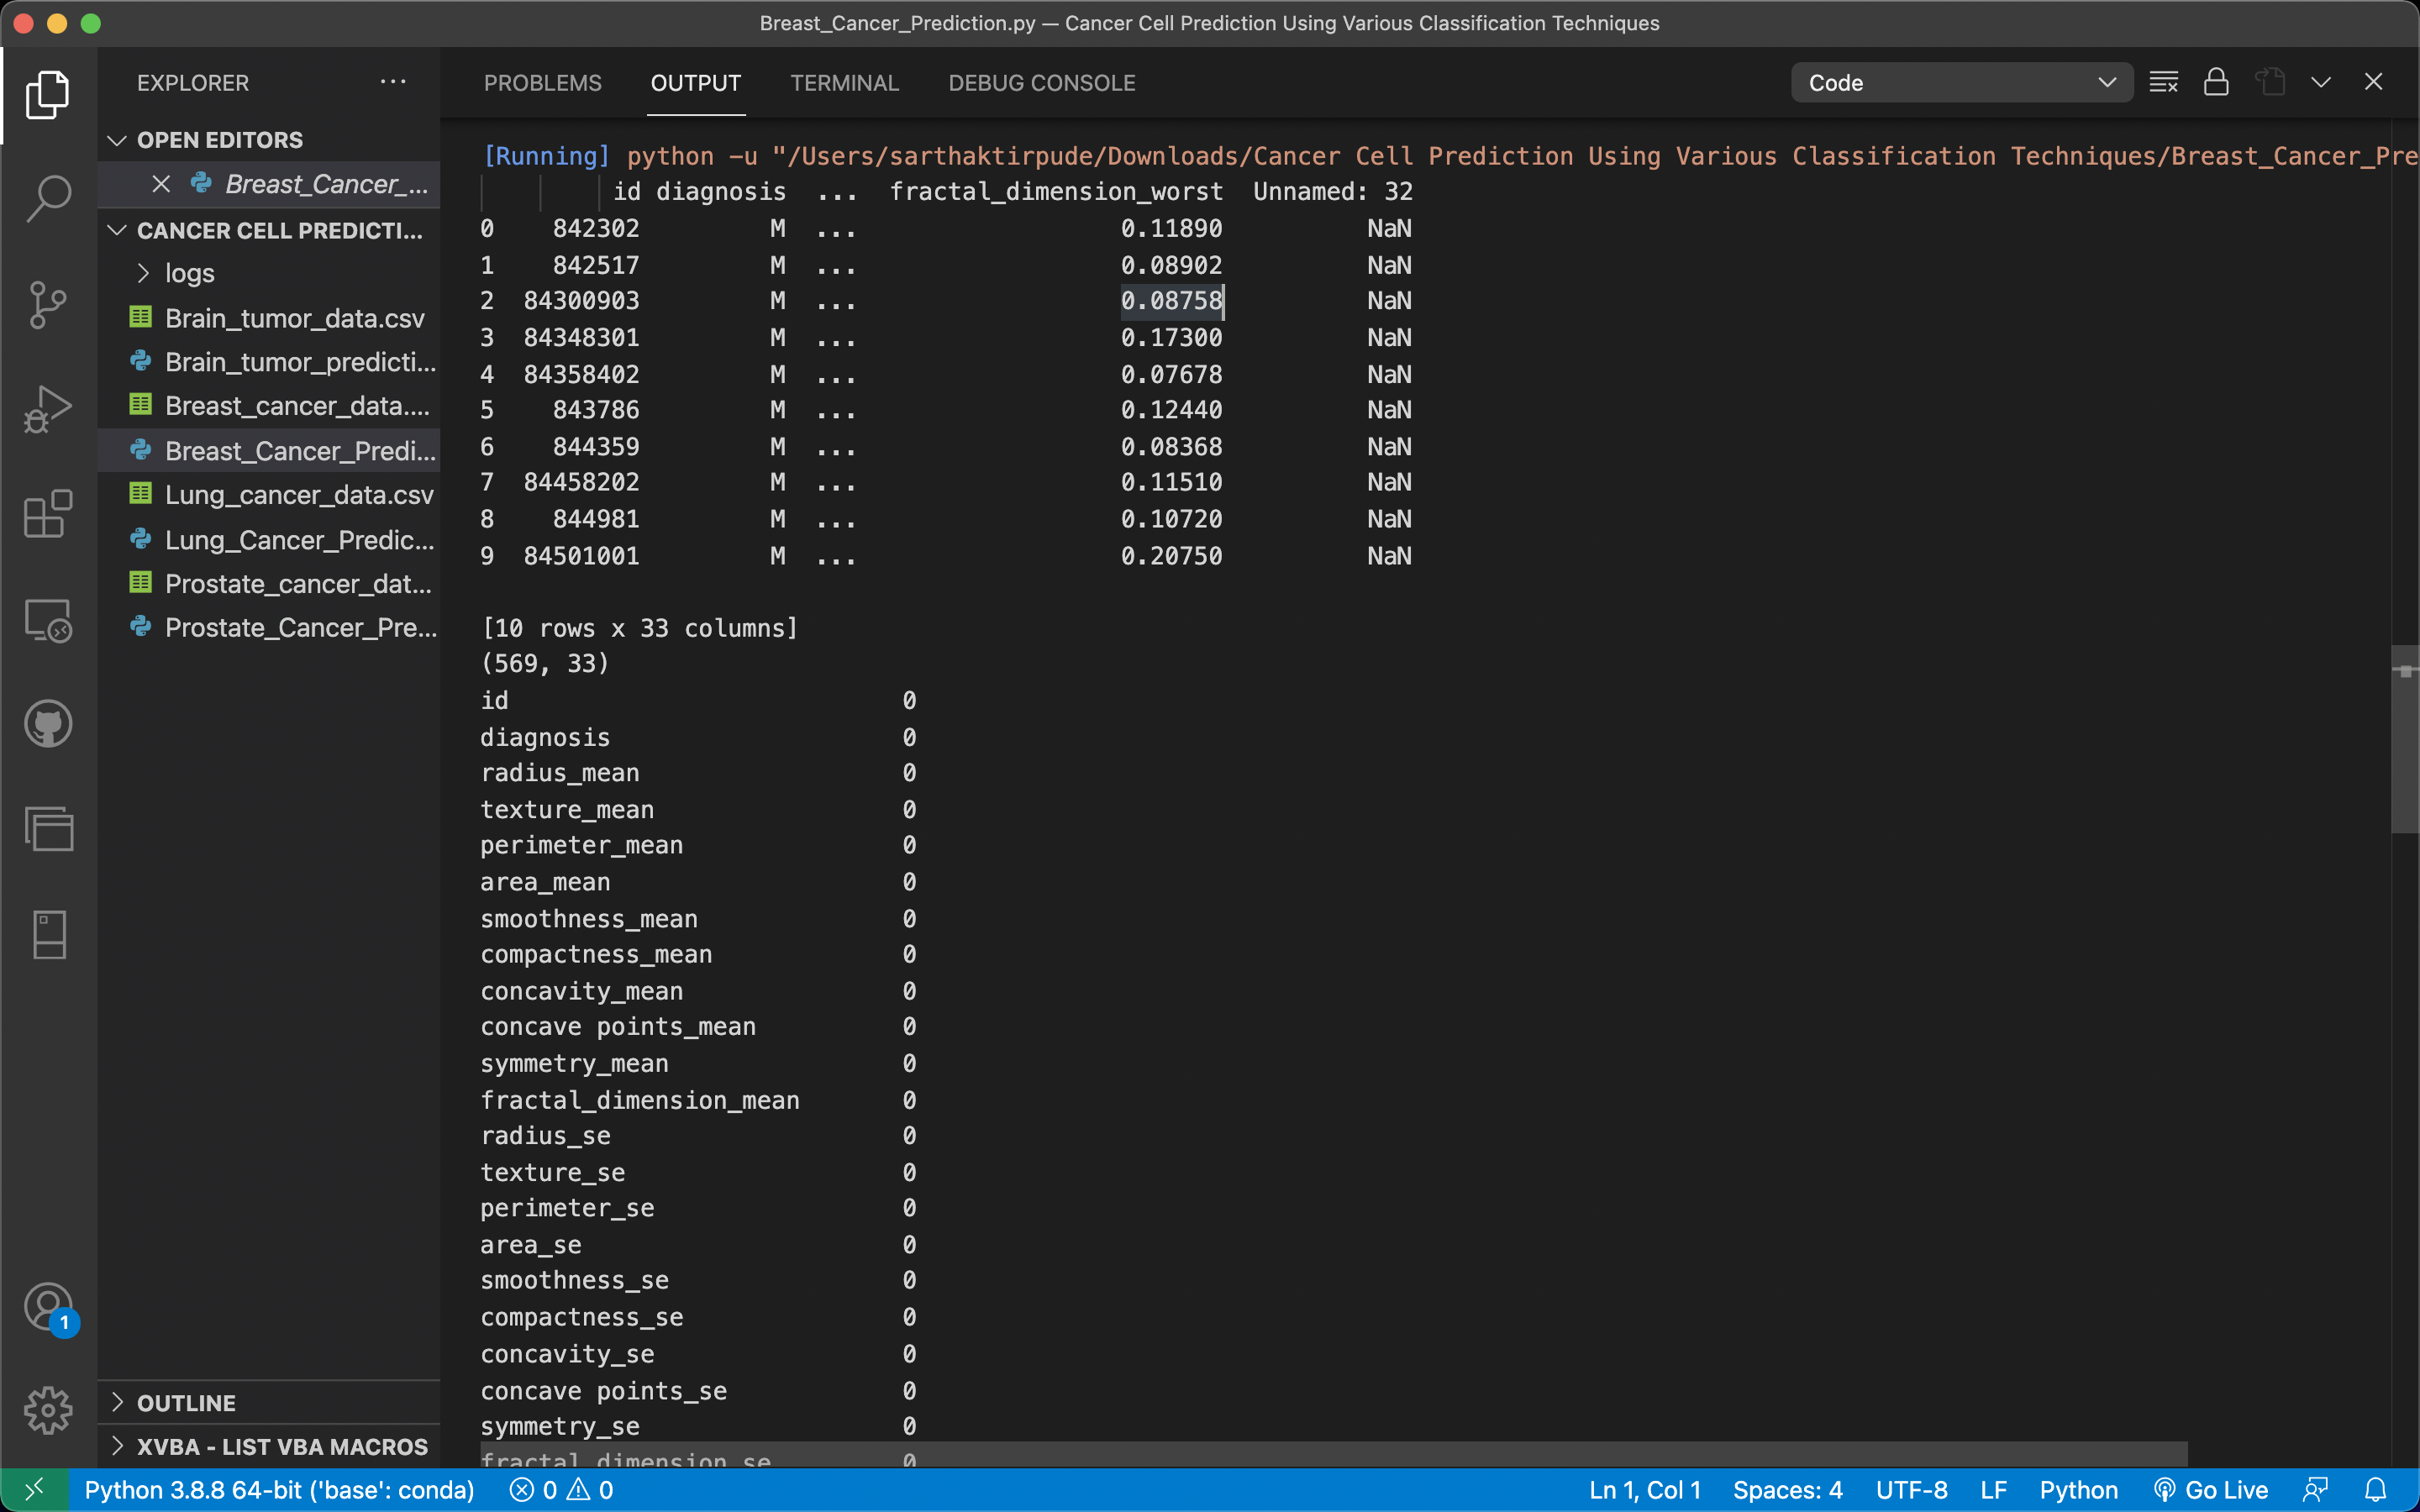 Breast_Cancer_Prediction.py — Cancer Cell Prediction Using Various Classification Techniques
EXPLORER
OPEN EDITORS
Breast_Cancer_...
CANCER CELL PREDICTI...
logs
Brain_tumor_data.csv
Brain_tumor_predicti...
Breast_cancer_data....
Breast_Cancer_Predi...
Lung_cancer_data.csv
Lung_Cancer_Predic...
Prostate_cancer_dat...
Prostate_Cancer_Pre...
OUTLINE
XVBA - LIST VBA MACROS
1
PROBLEMS OUTPUT TERMINAL DEBUG CONSOLE Code
[Running] python -u "/Users/sarthaktirpude/Downloads/Cancer Cell Prediction Using Various Classification Techniques/Breast_Cancer_Pre
id diagnosis ... fractal_dimension_worst Unnamed: 32
0 842302 M ... 0.11890 NaN
1 842517 M ... 0.08902 NaN
2 84300903 M ... 0.08758 NaN
3 84348301 M ... 0.17300 NaN
4 84358402 M ... 0.07678 NaN
5 843786 M ... 0.12440 NaN
6 844359 M ... 0.08368 NaN
7 84458202 M ... 0.11510 NaN
8 844981 M ... 0.10720 NaN
9 84501001 M ... 0.20750 NaN
[10 rows x 33 columns]
(569, 33)
id 0
diagnosis 0
radius_mean 0
texture_mean 0
perimeter_mean 0
area_mean 0
smoothness_mean 0
compactness_mean 0
concavity_mean 0
concave points_mean 0
symmetry_mean 0
fractal_dimension_mean 0
radius_se 0
texture_se 0
perimeter_se 0
area_se 0
smoothness_se 0
compactness_se 0
concavity_se 0
concave points_se 0
symmetry_se 0
fractal_dimension_se 0
Python 3.8.8 64-bit ('base': conda) 0 0 Ln 1, Col 1 Spaces: 4 UTF-8 LF Python Go Live